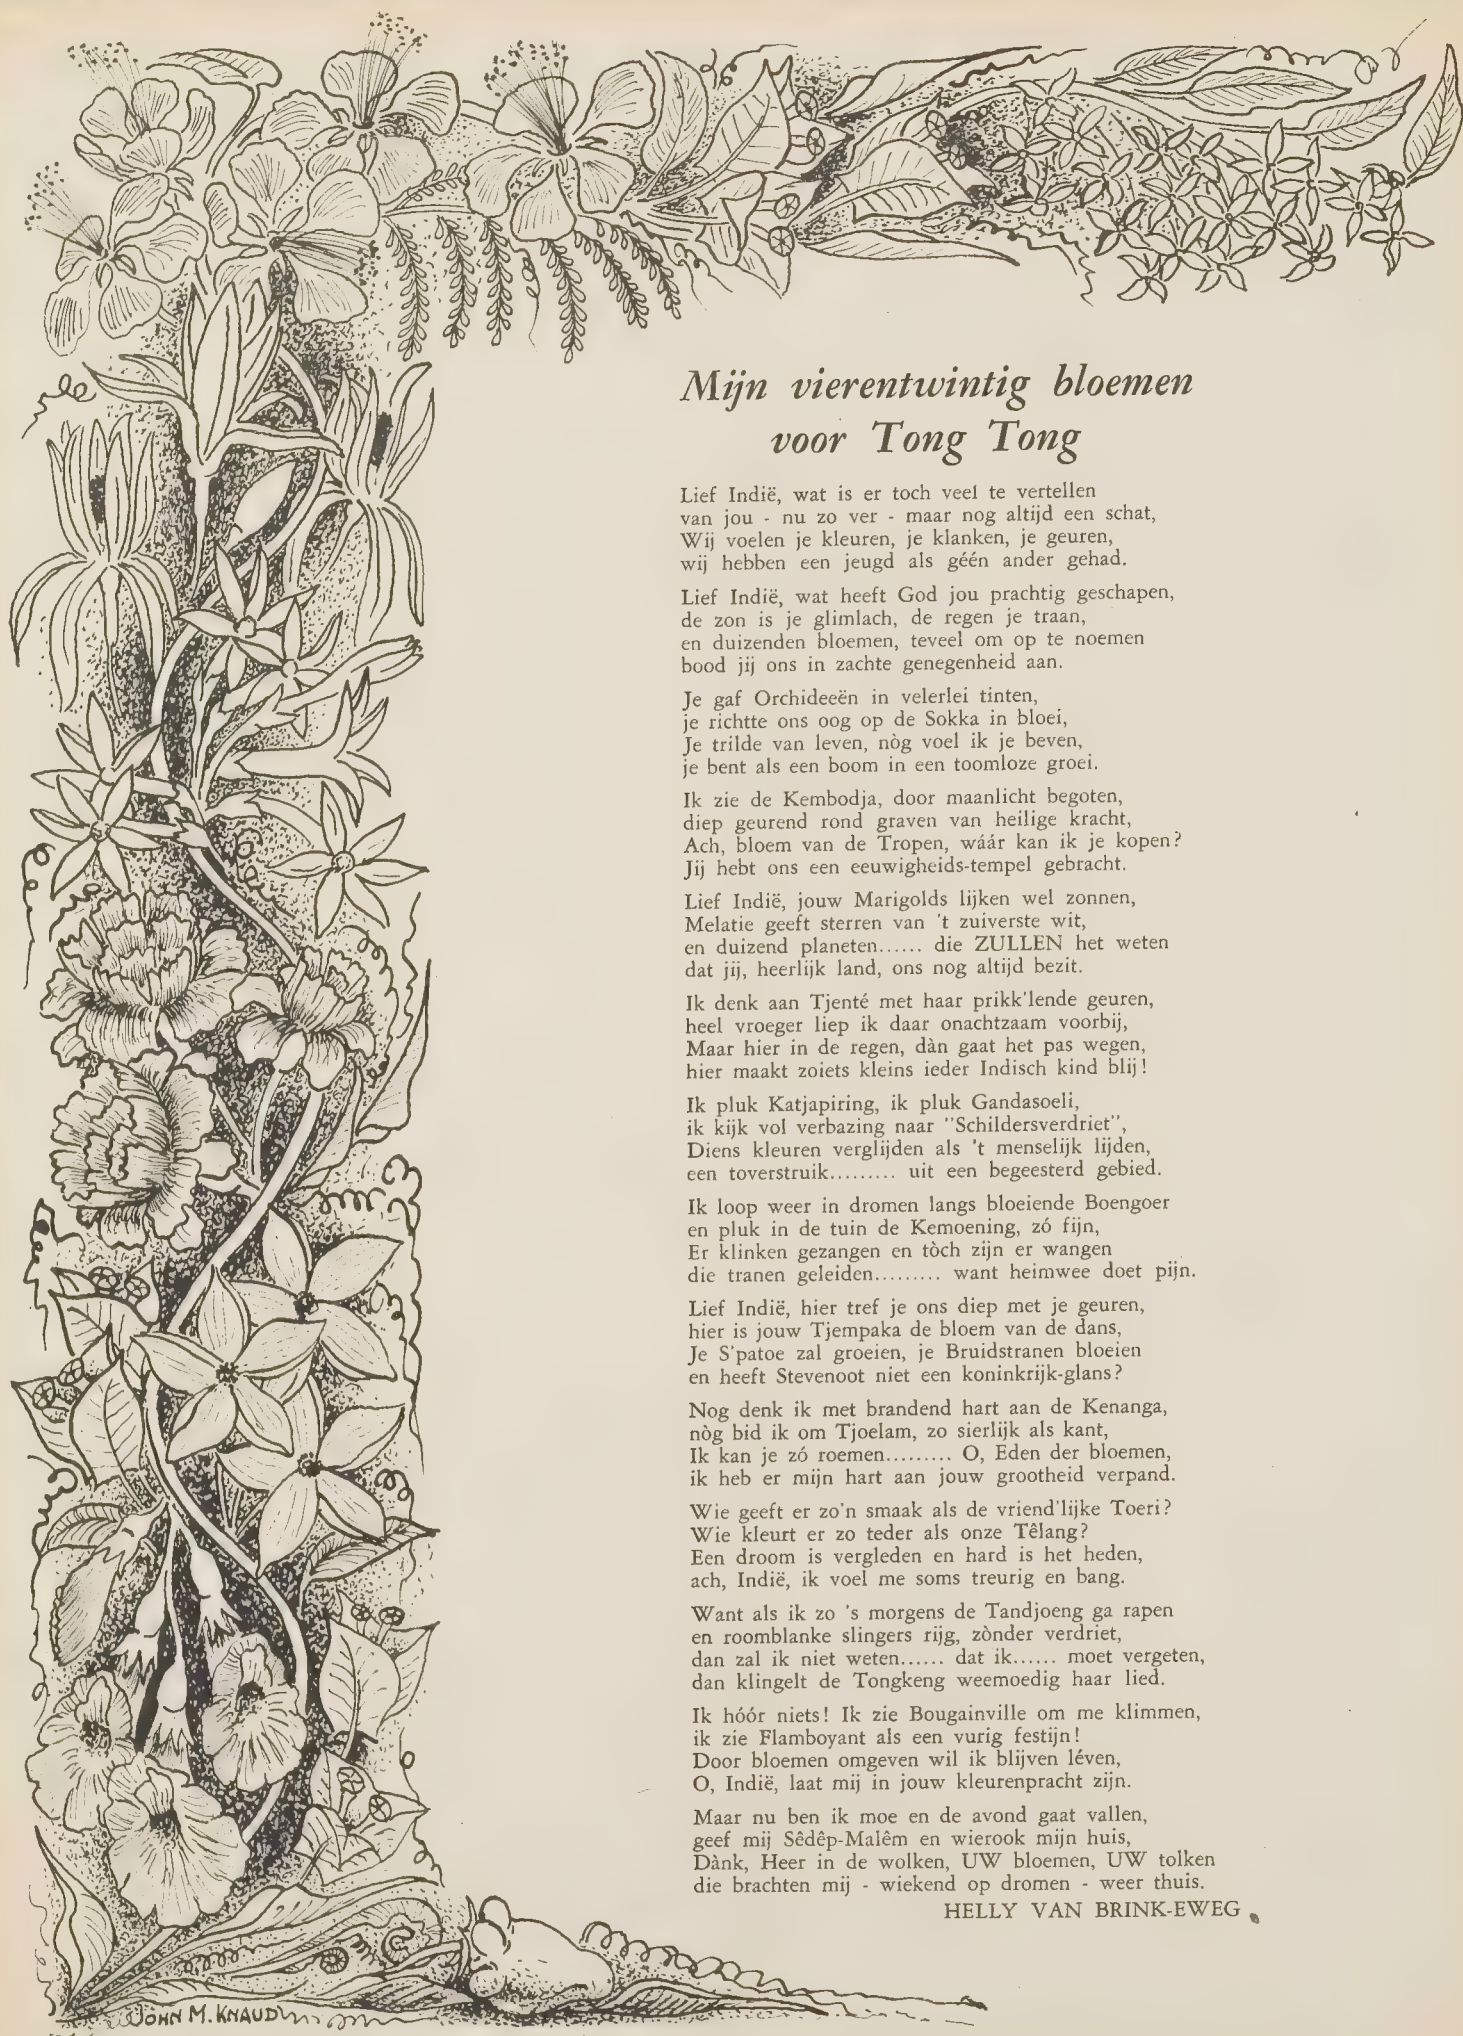 Mijn vierentwintig bloemen
voor Tong Tong
Lief Indië, wat is er toch veel te vertellen
van jou - nu zo ver - maar nog altijd een schat,
Wij voelen je kleuren, je klanken, je geuren,
wij hebben een jeugd als géén ander gehad.
Lief Indië, wat heeft God jou prachtig geschapen,
de zon is je glimlach, de regen je traan,
en duizenden bloemen, teveel om op te noemen
bood jij ons in zachte genegenheid aan.
Je gaf Orchideeën in velerlei tinten,
je richtte ons oog op de Sokka in bloei,
Je trilde van leven, nòg voel ik je beven,
je bent als een boom in een toomloze groei.
Ik zie de Kembodja, door maanlicht begoten,
diep geurend rond graven van heilige kracht,
Ach, bloem van de Tropen, wáár kan ik je kopen?
Jij hebt ons een eeuwigheids-tempel gebracht.
Lief Indië, jouw Marigolds lijken wel zonnen,
Melatie geeft sterren van 't zuiverste wit,
en duizend planeten...... die ZULLEN het weten
dat jij, heerlijk land, ons nog altijd bezit.
Ik denk aan Tjenté met haar prikk'lende geuren,
heel vroeger liep ik daar onachtzaam voorbij,
Maar hier in de regen, dàn gaat het pas wegen,
hier maakt zoiets kleins ieder Indisch kind blij!
Ik pluk Katjapiring, ik pluk Gandasoeli,
ik kijk vol verbazing naar "Schildersverdriet",
Diens kleuren verglijden als 't menselijk lijden,
een toverstruik......... uit een begeesterd gebied.
Ik loop weer in dromen langs bloeiende Boengoer
en pluk in de tuin de Kemoening, zó fijn,
Er klinken gezangen en tòch zijn er wangen
die tranen geleiden......... want heimwee doet pijn.
Lief Indië, hier tref je ons diep met je geuren,
hier is jouw Tjempaka de bloem van de dans,
Je S'patoe zal groeien, je Bruidstranen bloeien
en heeft Stevenoot niet een koninkrijk-glans?
Nog denk ik met brandend hart aan de Kenanga,
nòg bid ik om Tjoelam, zo sierlijk als kant,
Ik kan je zó roemen......... O, Eden der bloemen,
ik heb er mijn hart aan jouw grootheid verpand.
Wie geeft er zo'n smaak als de vriend'lijke Toeri?
Wie kleurt er zo teder als onze Têlang?
Een droom is vergleden en hard is het heden,
ach, Indië, ik voel me soms treurig en bang.
Want als ik zo 's morgens de Tandjoeng ga rapen
en roomblanke slingers rijg, zònder verdriet,
dan zal ik niet weten...... dat ik...... moet vergeten,
dan klingelt de Tongkeng weemoedig haar lied.
Ik hóór niets! Ik zie Bougainville om me klimmen,
ik zie Flamboyant als een vurig festijn!
Door bloemen omgeven wil ik blijven léven,
O, Indië, laat mij in jouw kleurenpracht zijn.
Maar nu ben ik moe en de avond gaat vallen,
geef mij Sêdêp-Malêm en wierook mijn huis,
Dànk, Heer in de wolken, UW bloemen, UW tolken
die brachten mij - wiekend op dromen - weer thuis.
HELLY VAN BRINK-EWEG
JOHN M. KNAUD